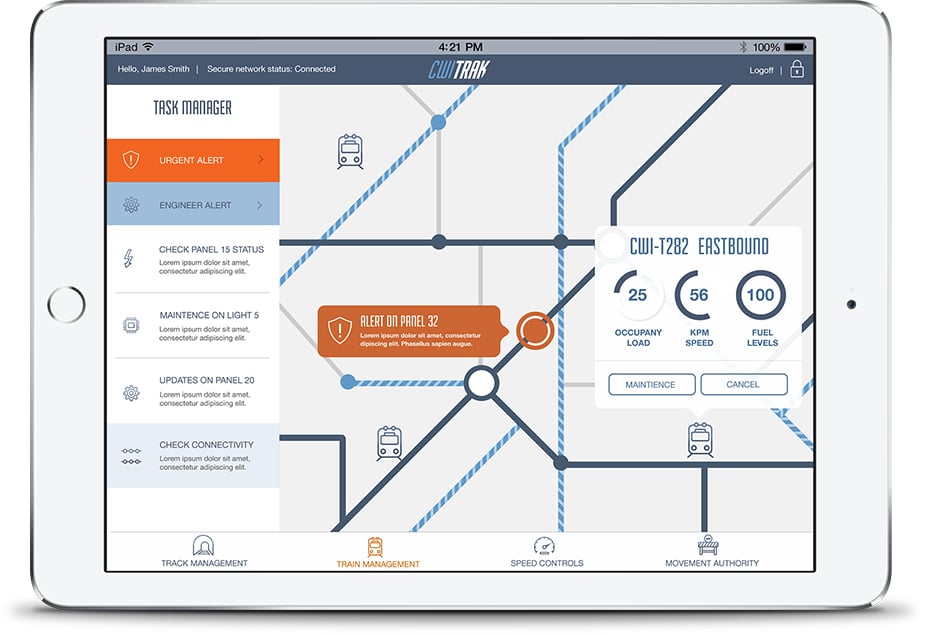 iPad
4:21 PM
100%
Hello, James Smith | Secure network status: Connected
CWITRAK
Logoff |
TASK MANAGER
URGENT ALERT
ENGINEER ALERT
CHECK PANEL 15 STATUS
Lorem ipsum dolor sit amet,
consectetur adipiscing elit.
MAINTENCE ON LIGHT 5
Lorem ipsum dolor sit amet,
consectetur adipiscing elit.
UPDATES ON PANEL 20
Lorem ipsum dolor sit amet,
consectetur adipiscing elit.
CHECK CONNECTIVITY
Lorem ipsum dolor sit amet,
consectetur adipiscing elit.
ALERT ON PANEL 32
Lorem ipsum dolor sit amet, consectetur
dipiscing elit. Phasellus sapien augue.
CWI-T282 EASTBOUND
25
56
100
OCCUPANY
LOAD
KPM
SPEED
FUEL
LEVELS
MAINTIENCE
CANCEL
TRACK MANAGEMENT
TRAIN MANAGEMENT
SPEED CONTROLS
MOVEMENT AUTHORITY